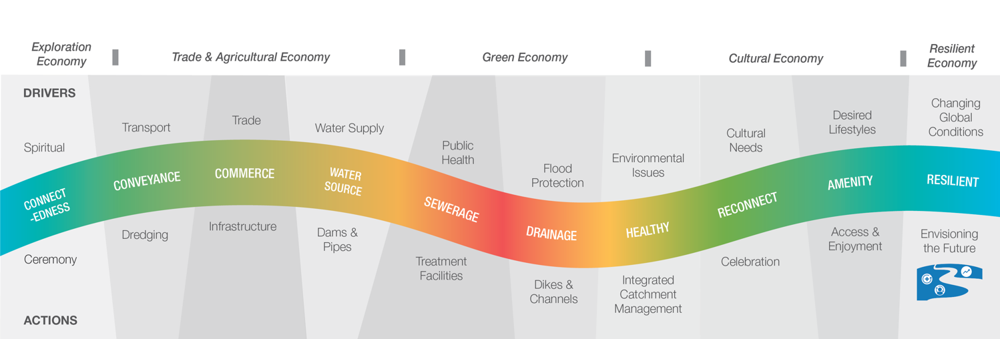 Exploration
Economy
Trade & Agricultural Economy
Green Economy
Cultural Economy
Resilient
Economy
DRIVERS
Spiritual
Transport
Trade
Water Supply
Public
Health
Flood
Protection
Environmental
Issues
Cultural
Needs
Desired
Lifestyles
Changing
Global
Conditions
CONNECT
-EDNESS
CONVEYANCE
COMMERCE
WATER
SOURCE
SEWERAGE
DRAINAGE
HEALTHY
RECONNECT
AMENITY
RESILIENT
Ceremony
Dredging
Infrastructure
Dams &
Pipes
Treatment
Facilities
Dikes &
Channels
Integrated
Catchment
Management
Celebration
Access &
Enjoyment
Envisioning
the Future
ACTIONS